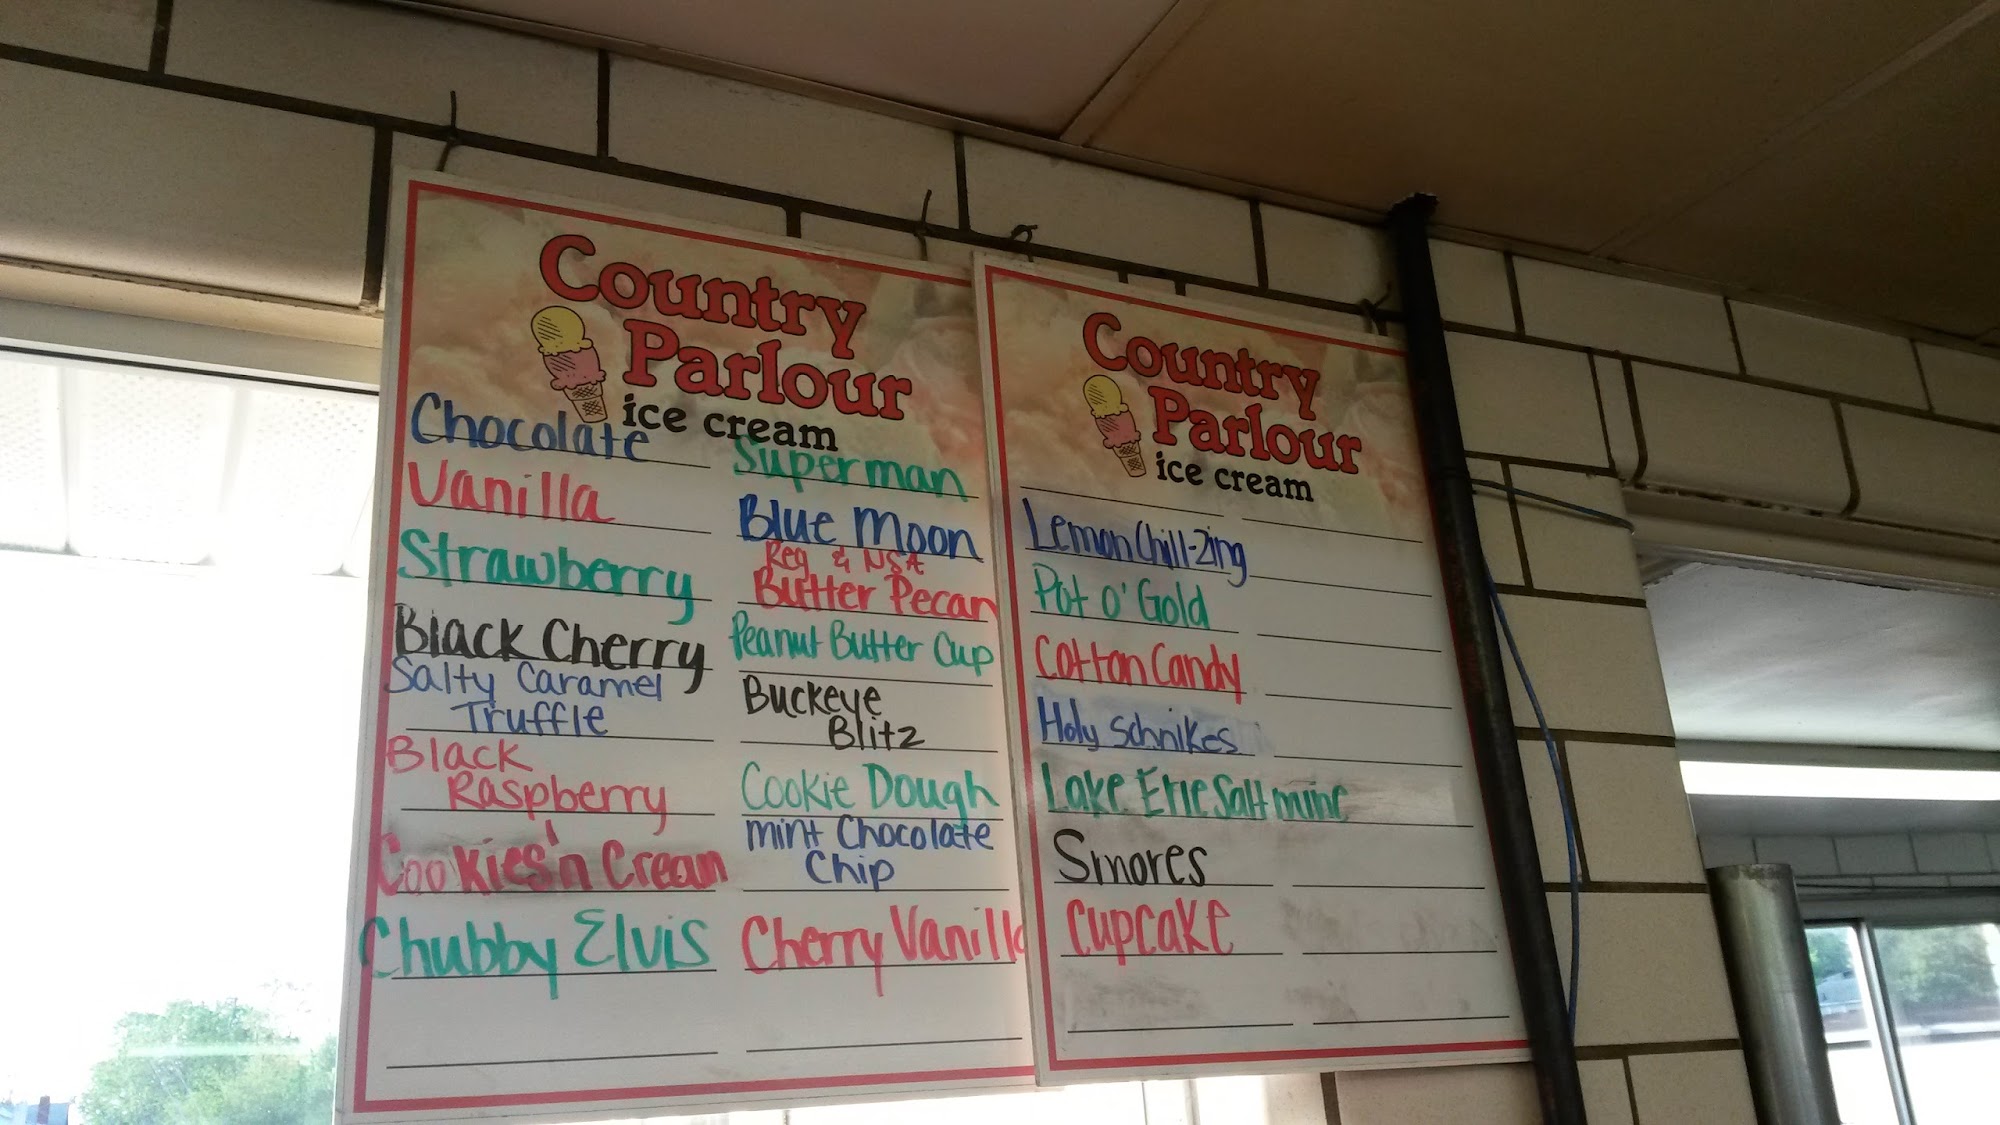 Country
Parlour
ice cream
Chocolate
Vanilla
Strawberry
Black Cherry
Salty Caramel
Truffle
Black
Raspberry
Cookies'n Cream
Chubby Elvis
Superman
Blue Moon
Reg & NSA
Butter Pecan
Peanut Butter Cup
Buckeye
Blitz
Cookie Dough
mint Chocolate
Chip
Cherry Vanilla
Country
Parlour
ice cream
Lemon Chill-Zing
Pot O' Gold
Cotton Candy
Holy Schnikes
Lake Erie Salt mine
Smores
Cupcake